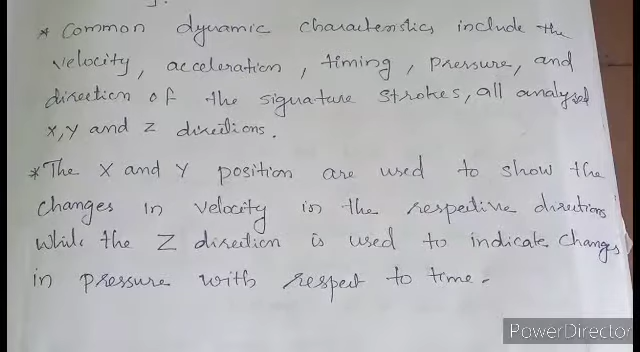 * Common dynamic characteristics include the
velocity, acceleration, timing, pressure, and
direction of the signature strokes, all analysed
X, Y and Z directions.
* The X and Y position are used to show the
changes in velocity in the respective directions
while the Z direction is used to indicate changes
in pressure with respect to time.
PowerDirector